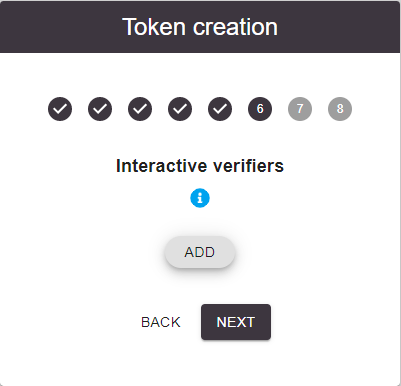 Token creation
6 7 8
Interactive verifiers
ADD
BACK NEXT